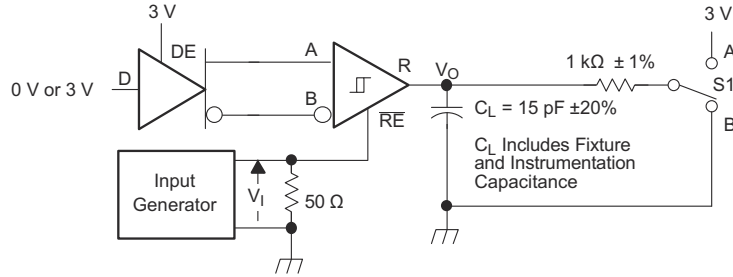 3 V
3 V
DE
A
R
V_O
1 kΩ ± 1%
A
0 V or 3 V
D
S1
B
R̅E̅
C_L = 15 pF ±20%
B
C_L Includes Fixture
and Instrumentation
Capacitance
Input
Generator
V_I
50 Ω